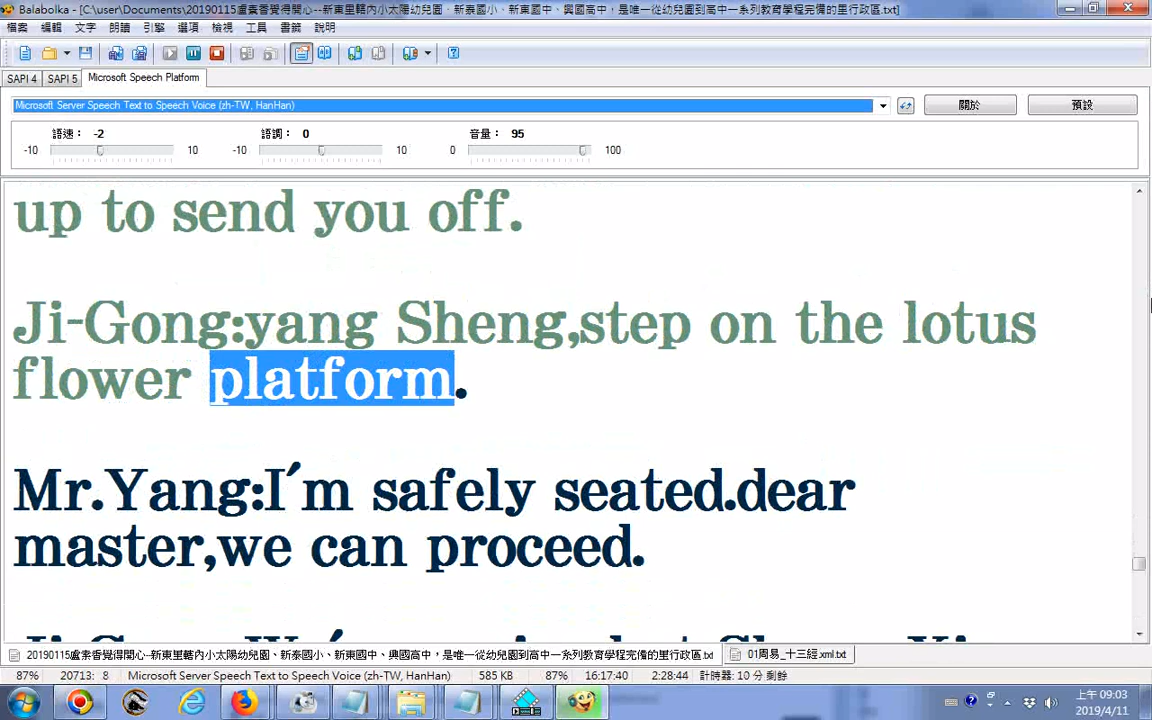 Balabolka - [C:\user\Documents\20190115盧素香覺得開心--新東里轄內小太陽幼兒園、新泰國小、新東國中、興國高中，是唯一從幼兒園到高中一系列教育學程完備的里行政區.txt]
檔案 編輯 文字 朗讀 引擎 選項 檢視 工具 書籤 說明
SAPI 4 SAPI 5 Microsoft Speech Platform
Microsoft Server Speech Text to Speech Voice (zh-TW, HanHan) 關於 預設
語速： -2 語調： 0 音量： 95
-10 10 -10 10 0 100
up to send you off.
Ji-Gong:yang Sheng,step on the lotus
flower platform.
Mr.Yang:I´m safely seated.dear
master,we can proceed.
20190115盧素香覺得開心--新東里轄內小太陽幼兒園、新泰國小、新東國中、興國高中，是唯一從幼兒園到高中一系列教育學程完備的里行政區.txt 01周易_十三經.xml.txt
87% 20713: 8 Microsoft Server Speech Text to Speech Voice (zh-TW, HanHan) 585 KB 87% 16:17:40 2:28:44 計時器: 10 分 剩餘
上午 09:03
2019/4/11